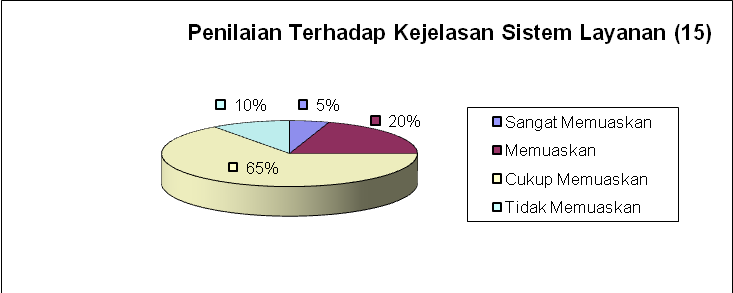 Penilaian Terhadap Kejelasan Sistem Layanan (15)
10%
5%
20%
65%
Sangat Memuaskan
Memuaskan
Cukup Memuaskan
Tidak Memuaskan